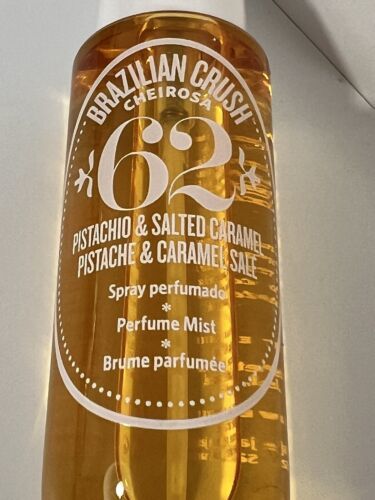 BRAZILIAN CRUSH
CHEIROSA
62
PISTACHIO & SALTED CARAMEL
PISTACHE & CARAMEL SALÉ
Spray perfumado
*
Perfume Mist
*
Brume parfumée